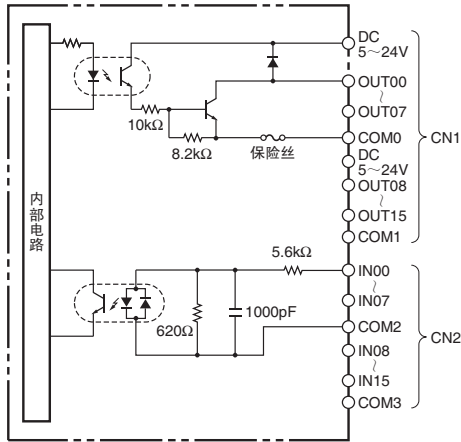 DC
5～24V
OUT00
～
OUT07
10kΩ
COM0
CN1
8.2kΩ
保险丝
DC
5～24V
OUT08
～
OUT15
COM1
内部电路
5.6kΩ
IN00
～
IN07
1000pF
620Ω
COM2
CN2
IN08
～
IN15
COM3